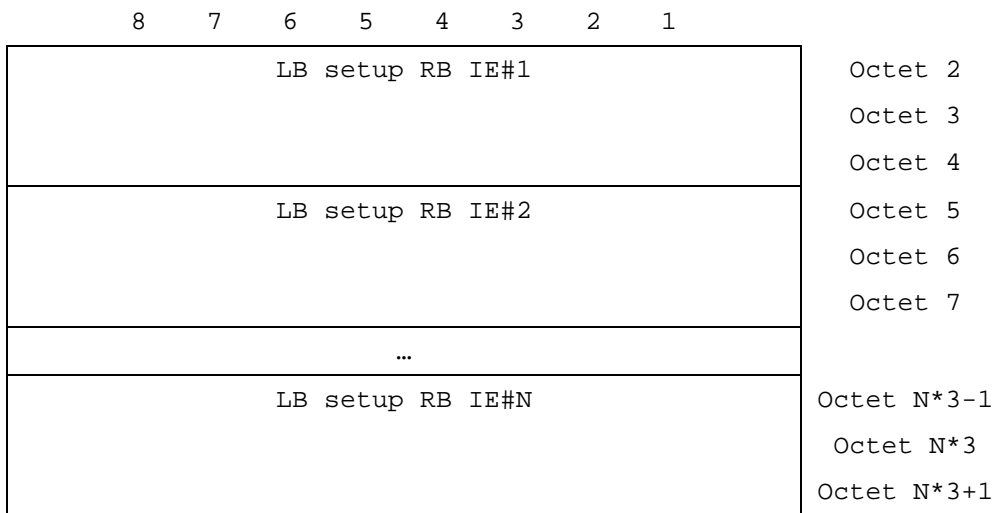 8 7 6 5 4 3 2 1
LB setup RB IE#1 Octet 2
Octet 3
Octet 4
LB setup RB IE#2 Octet 5
Octet 6
Octet 7
…
LB setup RB IE#N Octet N*3-1
Octet N*3
Octet N*3+1